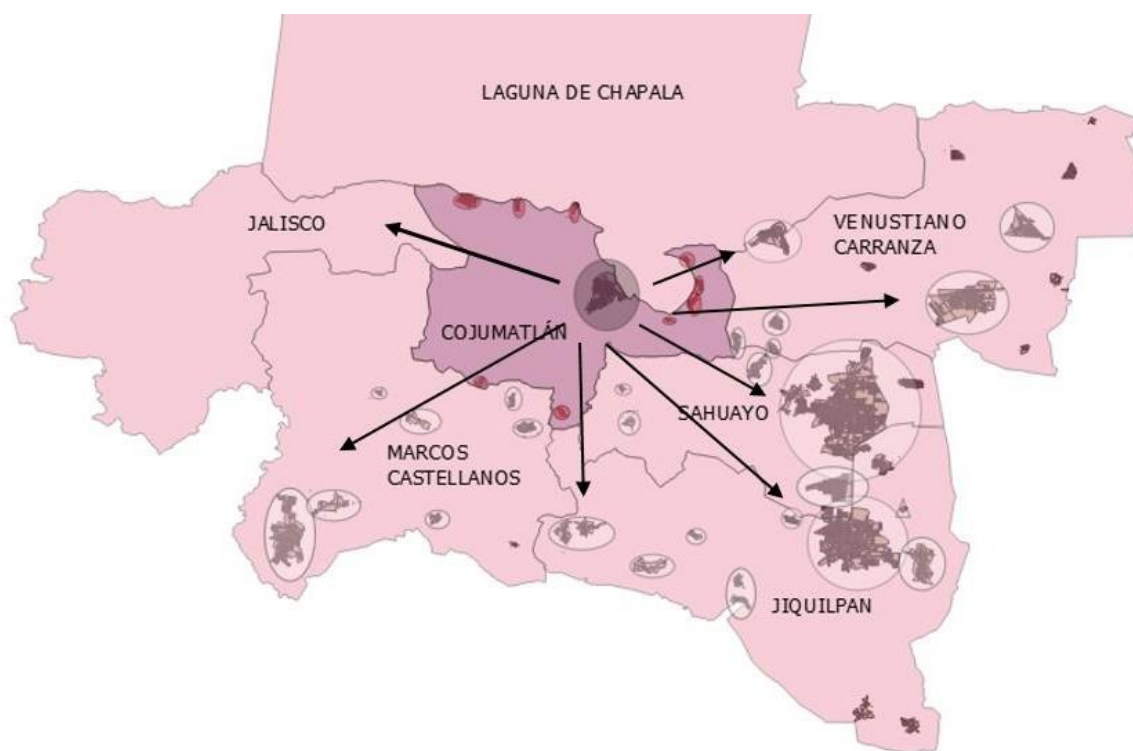 LAGUNA DE CHAPALA
JALISCO
VENUSTIANO
CARRANZA
COJUMATLÁN
SAHUAYO
MARCOS
CASTELLANOS
JIQUILPAN